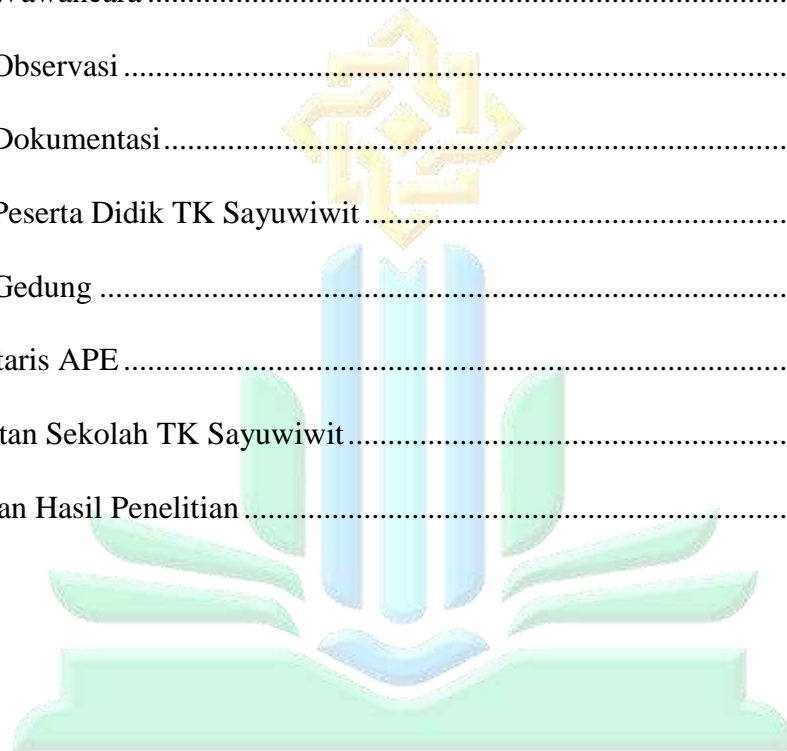 Observasi ...........................................................................................
Dokumentasi.....................................................................................
Peserta Didik TK Sayuwiwit ..........................................................
Gedung ..............................................................................................
taris APE ..........................................................................................
tan Sekolah TK Sayuwiwit .............................................................
an Hasil Penelitian ..........................................................................